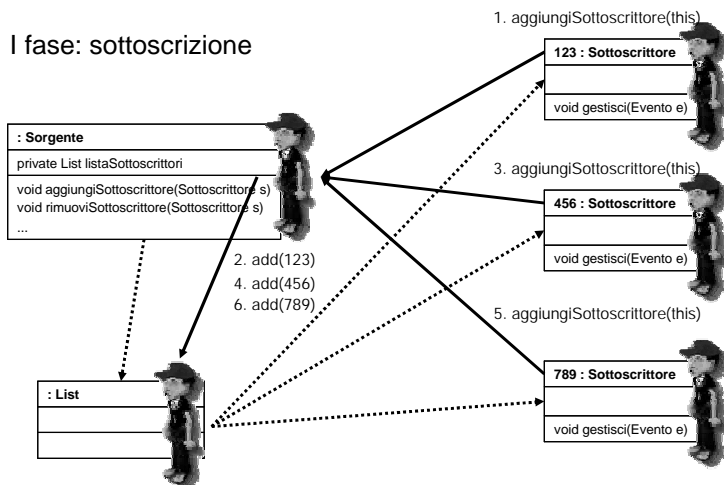 I fase: sottoscrizione
1. aggiungiSottoscrittore(this)
123 : Sottoscrittore
void gestisci(Evento e)
: Sorgente
private List listaSottoscrittori
void aggiungiSottoscrittore(Sottoscrittore s)
void rimuoviSottoscrittore(Sottoscrittore s)
...
3. aggiungiSottoscrittore(this)
456 : Sottoscrittore
void gestisci(Evento e)
2. add(123)
4. add(456)
6. add(789)
5. aggiungiSottoscrittore(this)
789 : Sottoscrittore
void gestisci(Evento e)
: List